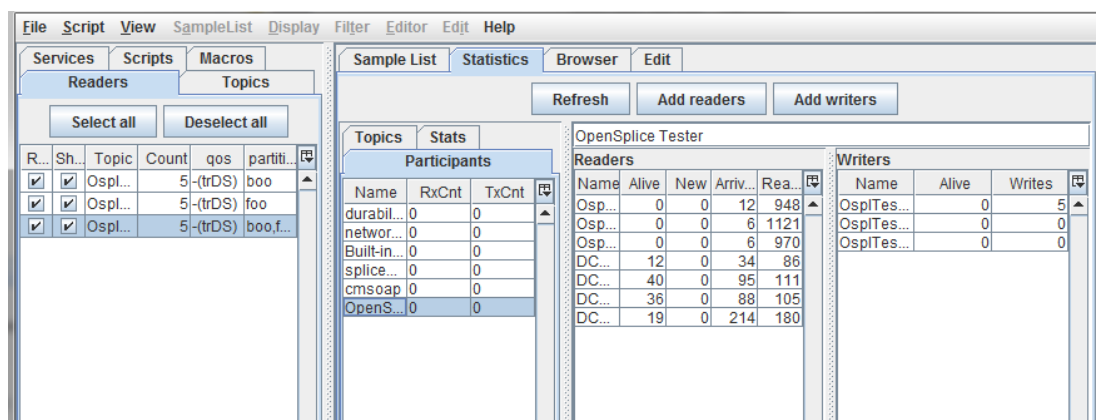 File Script View SampleList Display Filter Editor Edit Help
Services Scripts Macros
Readers Topics
Select all Deselect all
R... Sh... Topic Count qos partiti...
Ospl... 5 -(trDS) boo
Ospl... 5 -(trDS) foo
Ospl... 5 -(trDS) boo,f...
Sample List Statistics Browser Edit
Refresh Add readers Add writers
Topics Stats
Participants
Name RxCnt TxCnt
durabil... 0 0
networ... 0 0
Built-in... 0 0
splice... 0 0
cmsoap 0 0
OpenS... 0 0
OpenSplice Tester
Readers
Name Alive New Arriv... Rea...
Osp... 0 0 12 948
Osp... 0 0 6 1121
Osp... 0 0 6 970
DC... 12 0 34 86
DC... 40 0 95 111
DC... 36 0 88 105
DC... 19 0 214 180
Writers
Name Alive Writes
OsplTes... 0 5
OsplTes... 0 0
OsplTes... 0 0